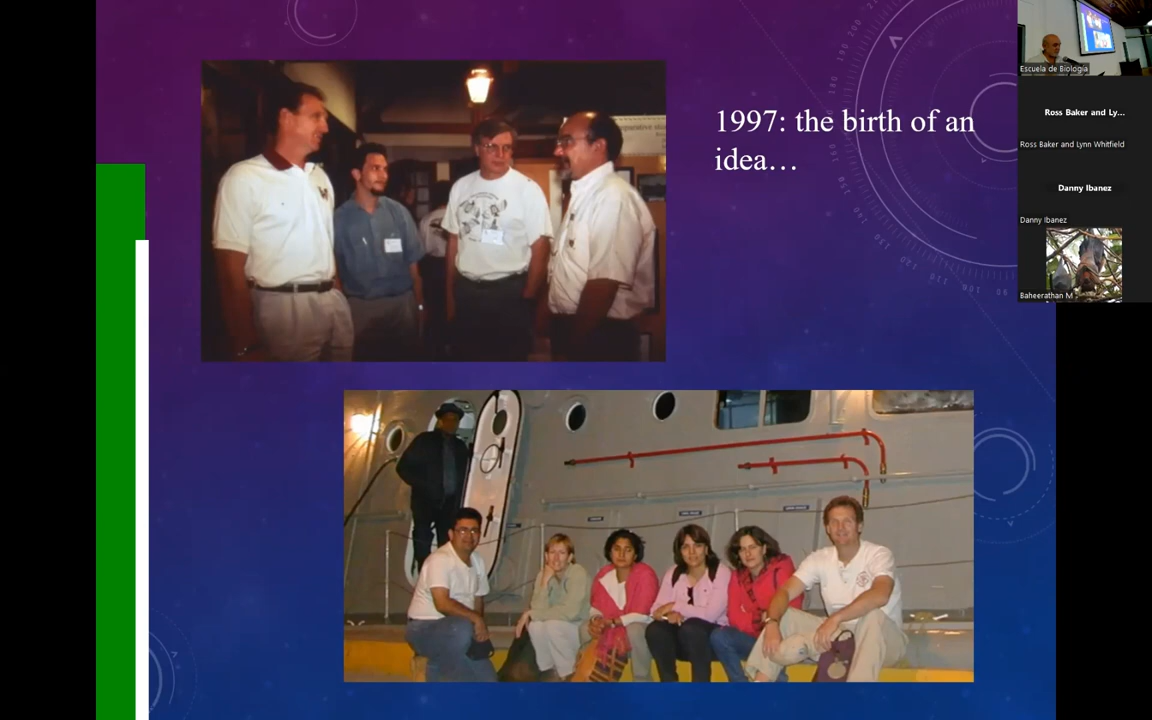 1997: the birth of an
idea…
Escuela de Biología
Ross Baker and Ly...
Ross Baker and Lynn Whitfield
Danny Ibanez
Danny Ibanez
Baheerathan M